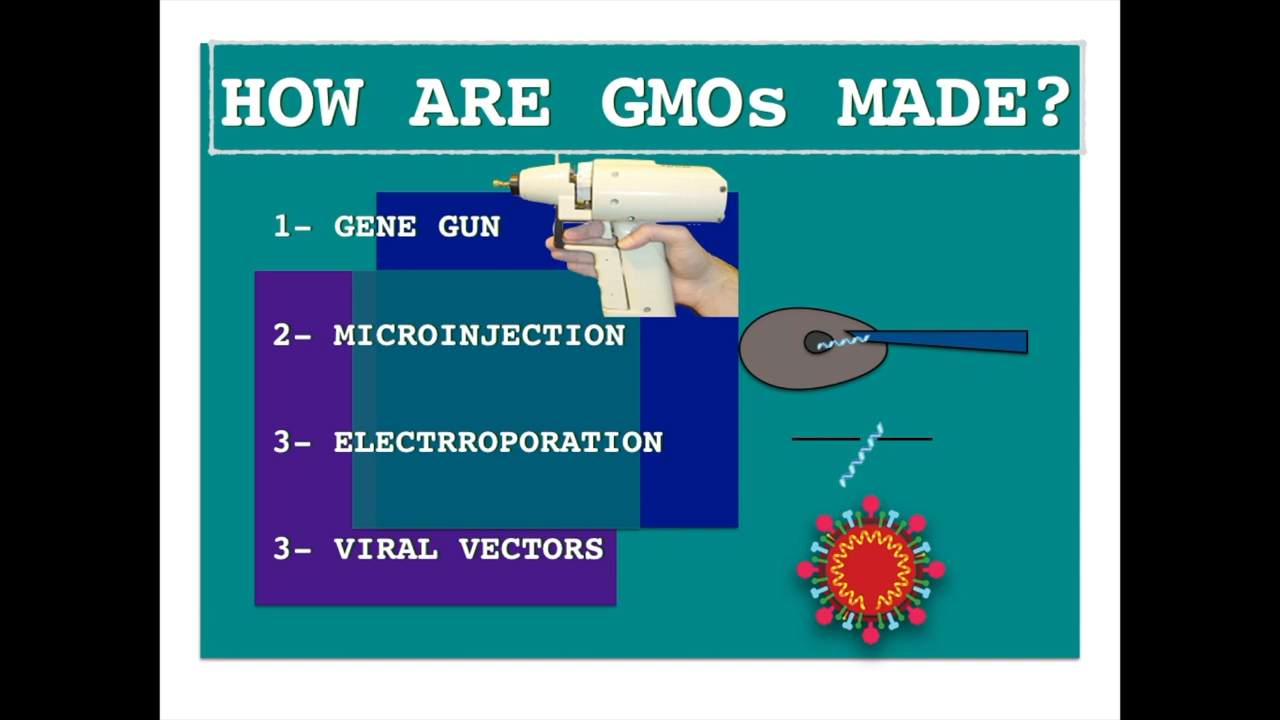 HOW ARE GMOs MADE?
1- GENE GUN
2- MICROINJECTION
3- ELECTRROPORATION
3- VIRAL VECTORS